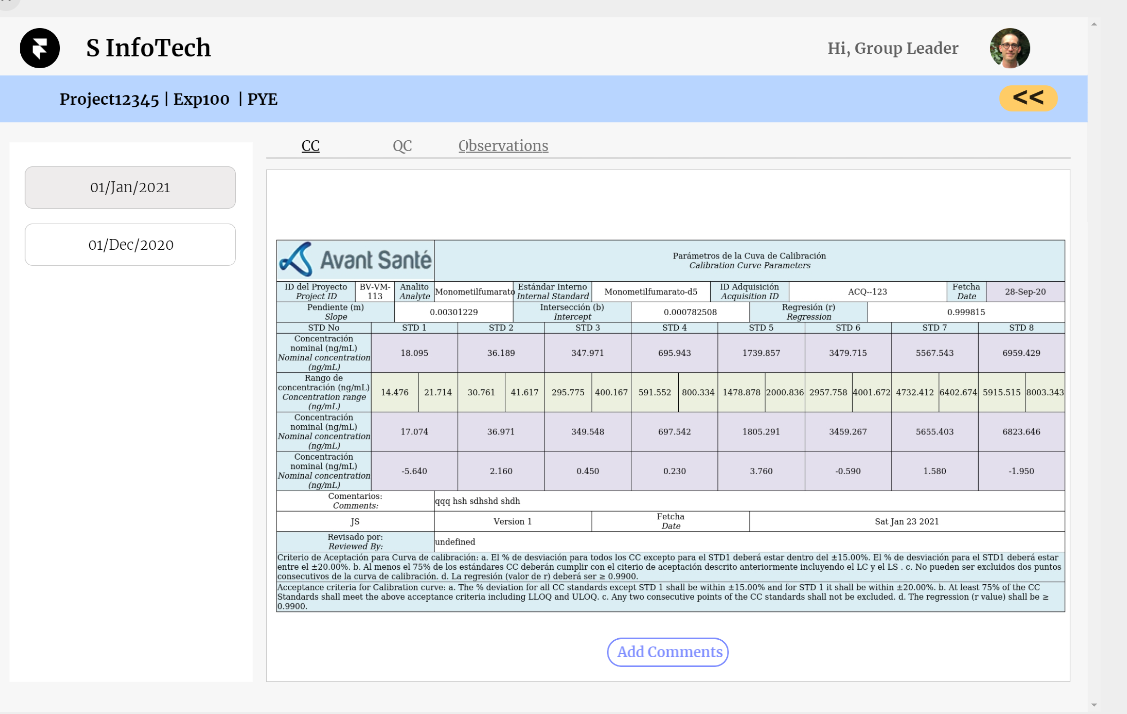 S InfoTech
Hi, Group Leader
Project12345 | Exp100 | PYE
<<
CC QC Observations
01/Jan/2021
01/Dec/2020
Avant Santé
Parámetros de la Cuva de Calibración
Calibration Curve Parameters
ID del Proyecto
Project ID
BV-VM-
113
Analito
Analyte
Monometilfumarato
Estándar Interno
Internal Standard
Monometilfumarato-d5
ID Adquisición
Acquisition ID
ACQ--123
Fetcha
Date
28-Sep-20
Pendiente (m)
Slope
0.00301229
Intersección (b)
Intercept
0.000782508
Regresión (r)
Regression
0.999815
STD No STD 1 STD 2 STD 3 STD 4 STD 5 STD 6 STD 7 STD 8
Concentración
nominal (ng/mL)
Nominal concentration
(ng/mL)
18.095 36.189 347.971 695.943 1739.857 3479.715 5567.543 6959.429
Rango de
concentración (ng/mL)
Concentration range
(ng/mL)
14.476 21.714 30.761 41.617 295.775 400.167 591.552 800.334 1478.878 2000.836 2957.758 4001.672 4732.412 6402.674 5915.515 8003.343
Concentración
nominal (ng/mL)
Nominal concentration
(ng/mL)
17.074 36.971 349.548 697.542 1805.291 3459.267 5655.403 6823.646
Concentración
nominal (ng/mL)
Nominal concentration
(ng/mL)
-5.640 2.160 0.450 0.230 3.760 -0.590 1.580 -1.950
Comentarios:
Comments:
qqq hsh sdhshd shdh
JS Version 1
Fetcha
Date
Sat Jan 23 2021
Revisado por:
Reviewed By:
undefined
Criterio de Aceptación para Curva de calibración: a. El % de desviación para todos los CC excepto para el STD1 deberá estar dentro del ±15.00%. El % de desviación para el STD1 deberá estar
entre el ±20.00%. b. Al menos el 75% de los estándares CC deberán cumplir con el citerio de aceptación descrito anteriormente incluyendo el LC y el LS . c. No pueden ser excluidos dos puntos
consecutivos de la curva de calibración. d. La regresión (valor de r) deberá ser ≥ 0.9900.
Acceptance criteria for Calibration curve: a. The % deviation for all CC standards except STD 1 shall be within ±15.00% and for STD 1 it shall be within ±20.00%. b. At least 75% of the CC
Standards shall meet the above acceptance criteria including LLOQ and ULOQ. c. Any two consecutive points of the CC standards shall not be excluded. d. The regression (r value) shall be ≥
0.9900.
Add Comments